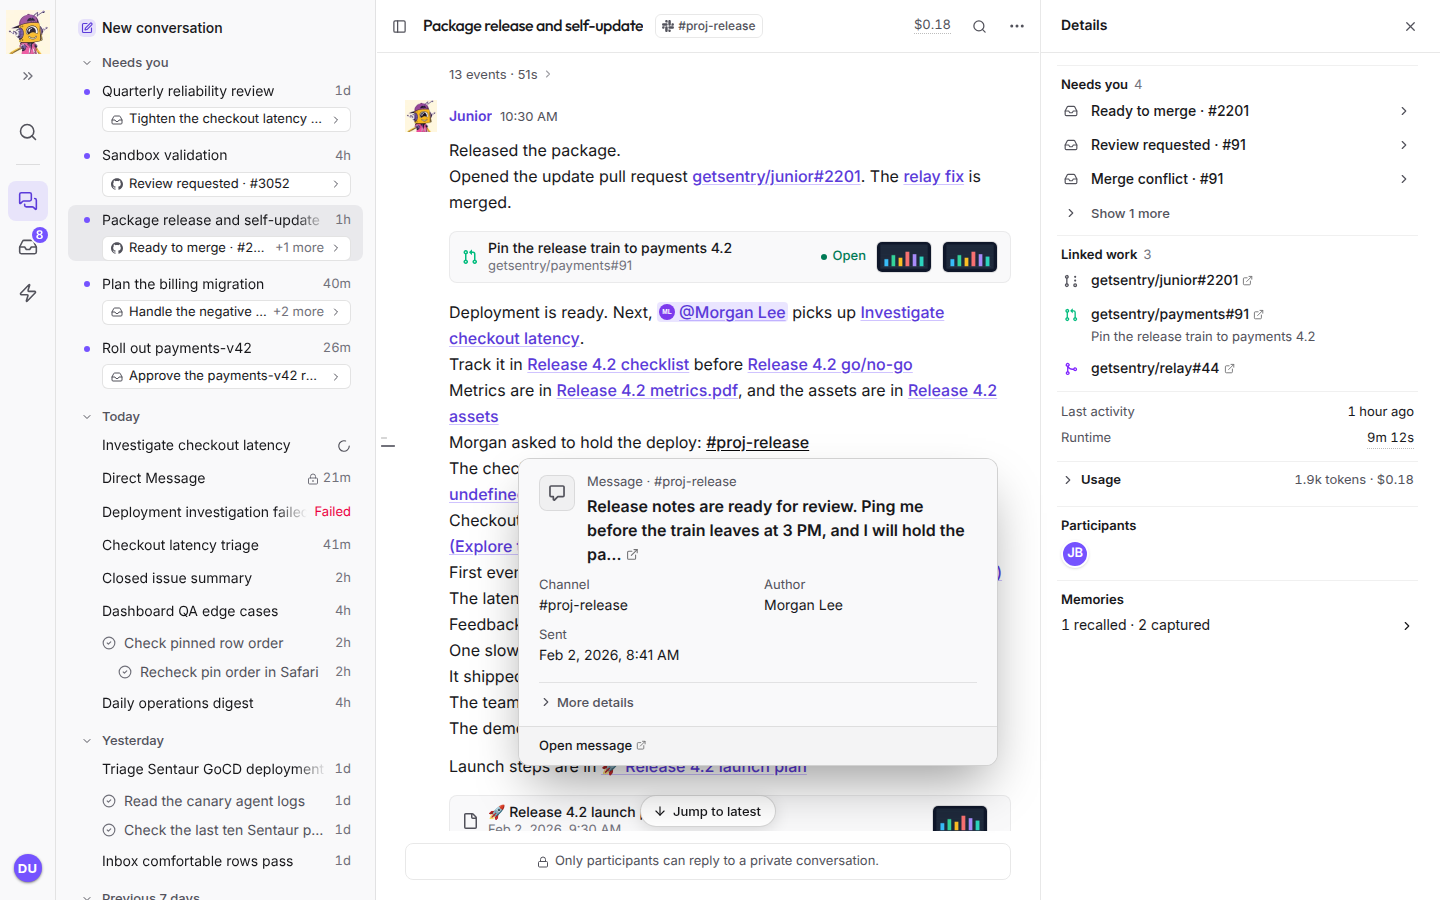 New conversation
Needs you
Quarterly reliability review 1d
Tighten the checkout latency ...
Sandbox validation 4h
Review requested · #3052
Package release and self-update 1h
Ready to merge · #2... +1 more
Plan the billing migration 40m
Handle the negative ... +2 more
Roll out payments-v42 26m
Approve the payments-v42 r...
Today
Investigate checkout latency
Direct Message 21m
Deployment investigation failed Failed
Checkout latency triage 41m
Closed issue summary 2h
Dashboard QA edge cases 4h
Check pinned row order 2h
Recheck pin order in Safari 2h
Daily operations digest 4h
Yesterday
Triage Sentaur GoCD deployment 1d
Read the canary agent logs 1d
Check the last ten Sentaur p... 1d
Inbox comfortable rows pass 1d
Previous 7 days
8
DU
Package release and self-update #proj-release $0.18
13 events · 51s
Junior 10:30 AM
Released the package.
Opened the update pull request getsentry/junior#2201. The relay fix is
merged.
Pin the release train to payments 4.2
getsentry/payments#91
Open
Deployment is ready. Next, ML @Morgan Lee picks up Investigate
checkout latency.
Track it in Release 4.2 checklist before Release 4.2 go/no-go
Metrics are in Release 4.2 metrics.pdf, and the assets are in Release 4.2
assets
Morgan asked to hold the deploy: #proj-release
The chec
undefine
Checkout
(Explore
First ever )
The laten
Feedback
One slow
It shipped
The team
The demo
Message · #proj-release
Release notes are ready for review. Ping me
before the train leaves at 3 PM, and I will hold the
pa...
Channel Author
#proj-release Morgan Lee
Sent
Feb 2, 2026, 8:41 AM
More details
Open message
Launch steps are in 🚀 Release 4.2 launch plan
🚀 Release 4.2 launch
Feb 2, 2026, 9:30 AM
Jump to latest
Only participants can reply to a private conversation.
Details
Needs you 4
Ready to merge · #2201
Review requested · #91
Merge conflict · #91
Show 1 more
Linked work 3
getsentry/junior#2201
getsentry/payments#91
Pin the release train to payments 4.2
getsentry/relay#44
Last activity 1 hour ago
Runtime 9m 12s
Usage 1.9k tokens · $0.18
Participants
JB
Memories
1 recalled · 2 captured